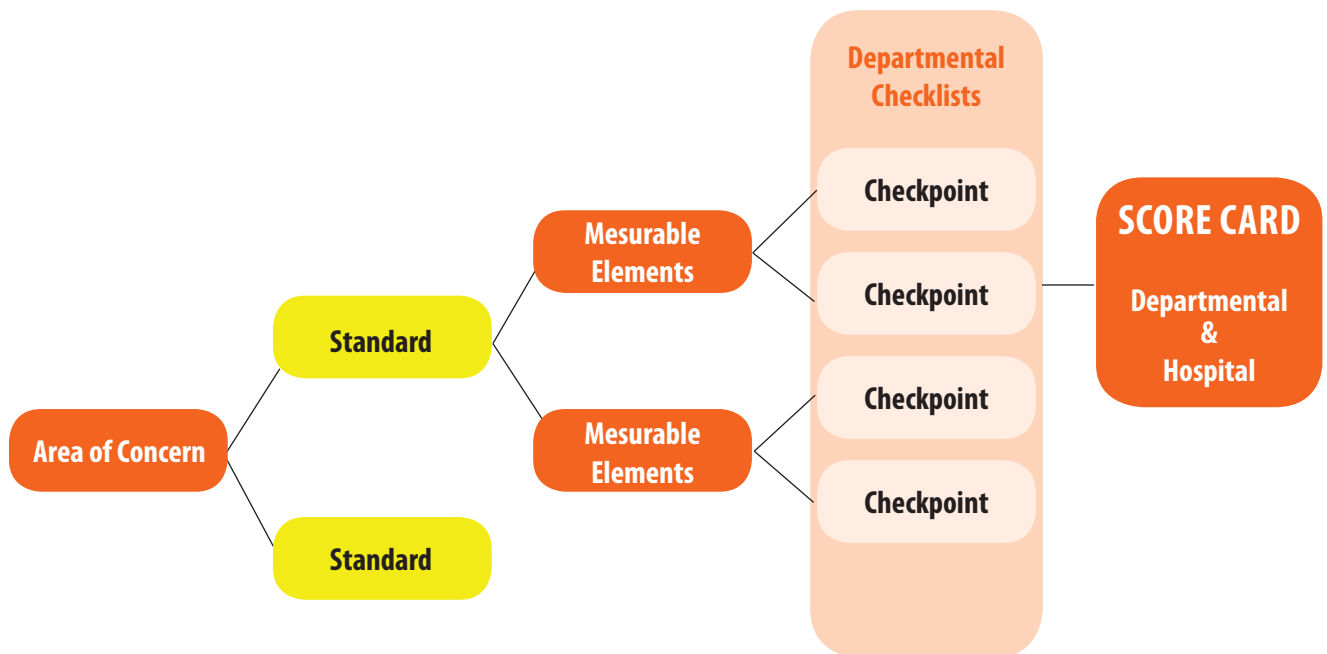 Area of Concern
Standard
Standard
Mesurable
Elements
Mesurable
Elements
Departmental
Checklists
Checkpoint
Checkpoint
Checkpoint
Checkpoint
SCORE CARD
Departmental
&
Hospital